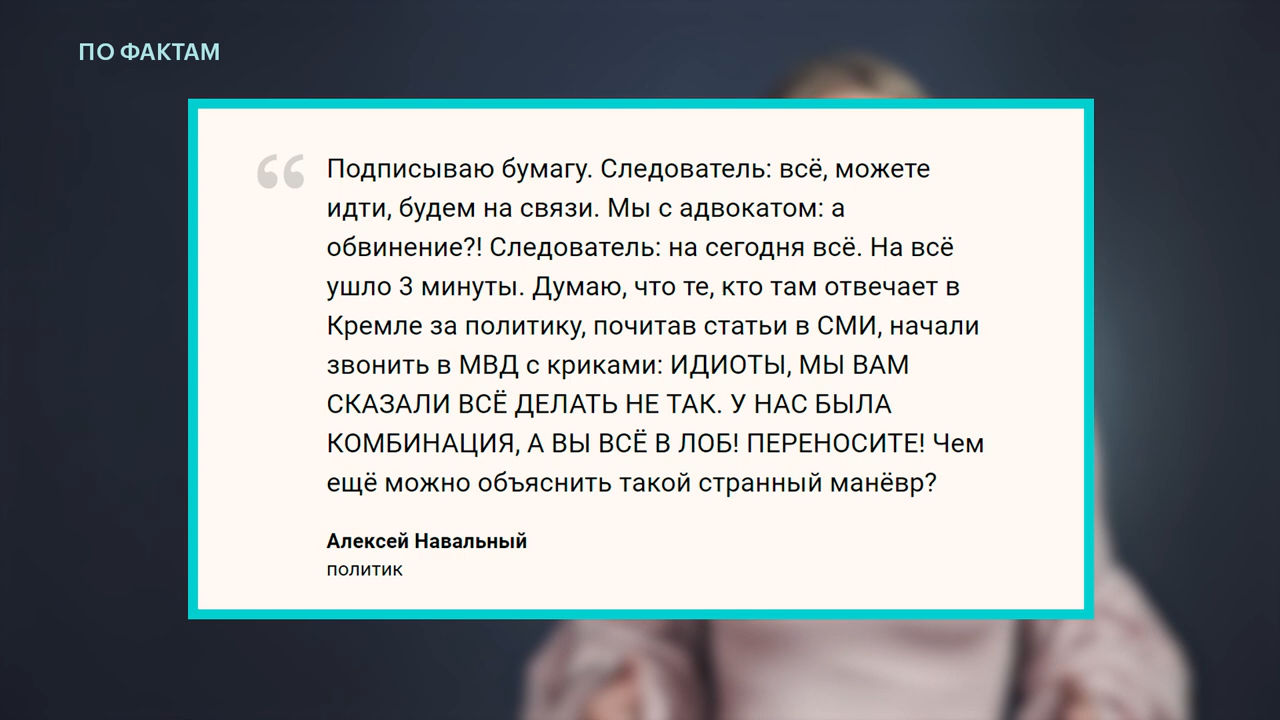 ПО ФАКТАМ
Подписываю бумагу. Следователь: всё, можете
идти, будем на связи. Мы с адвокатом: а
обвинение?! Следователь: на сегодня всё. На всё
ушло 3 минуты. Думаю, что те, кто там отвечает в
Кремле за политику, почитав статьи в СМИ, начали
звонить в МВД с криками: ИДИОТЫ, МЫ ВАМ
СКАЗАЛИ ВСЁ ДЕЛАТЬ НЕ ТАК. У НАС БЫЛА
КОМБИНАЦИЯ, А ВЫ ВСЁ В ЛОБ! ПЕРЕНОСИТЕ! Чем
ещё можно объяснить такой странный манёвр?
Алексей Навальный
политик